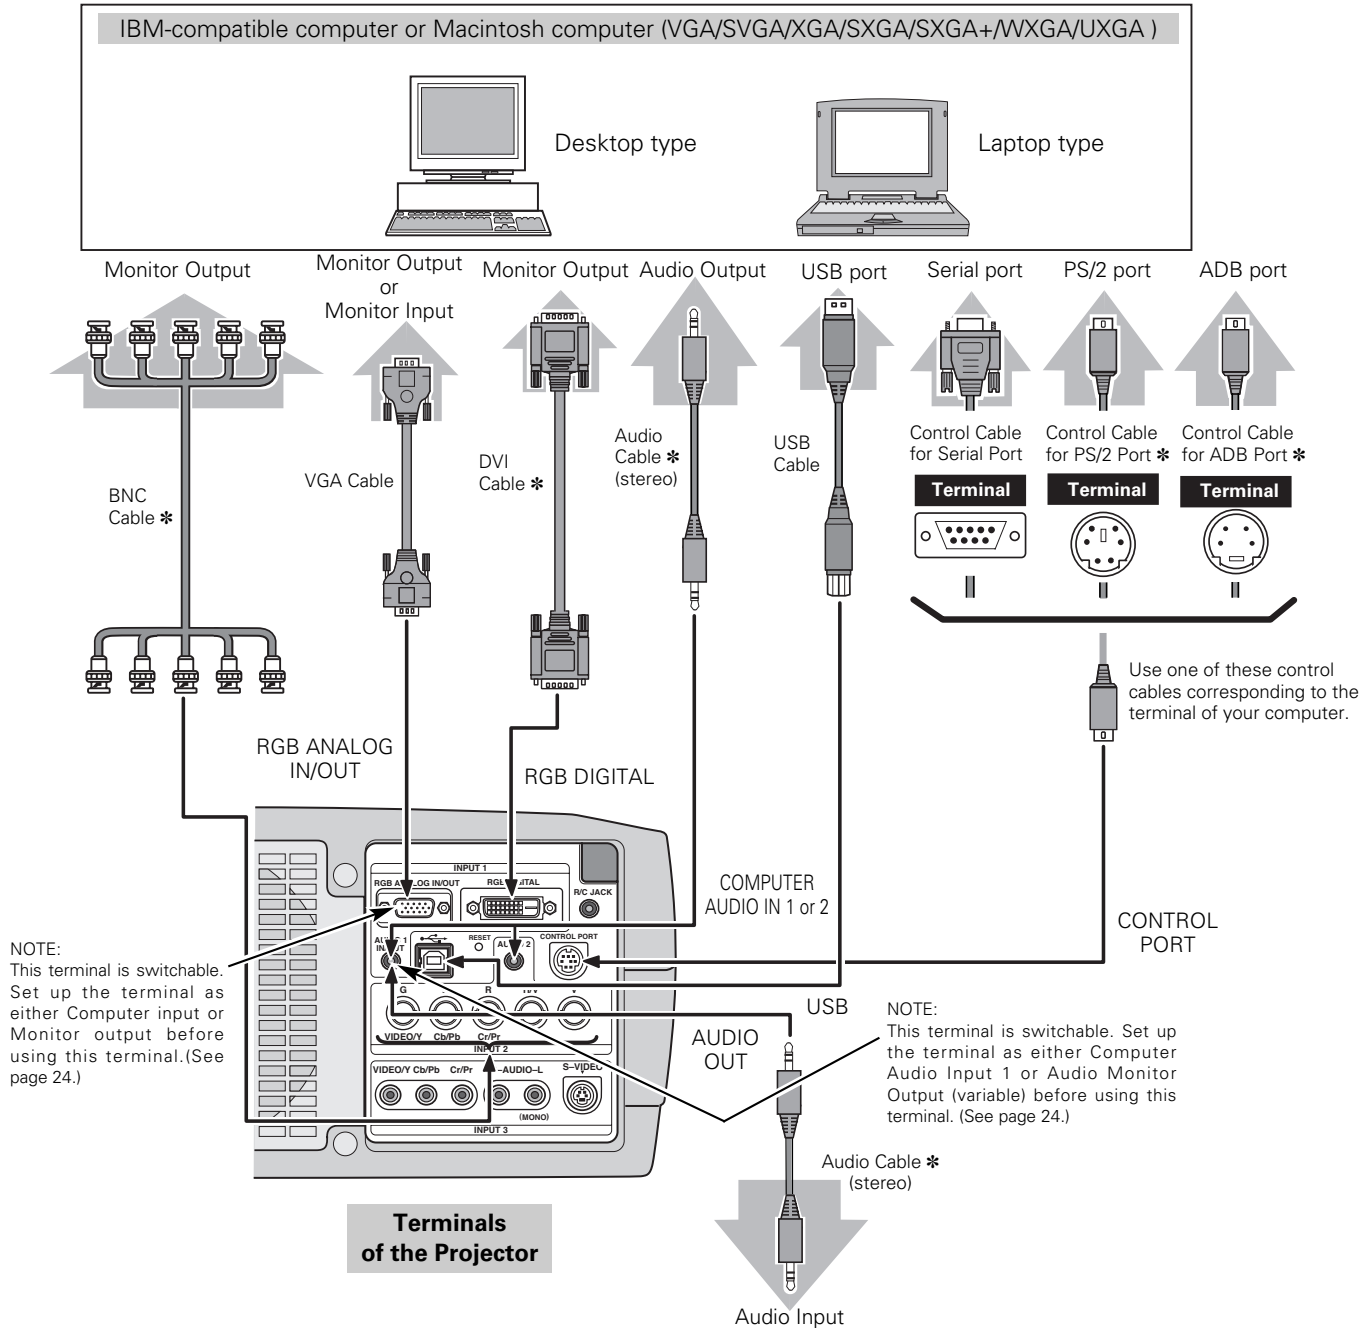 IBM-compatible computer or Macintosh computer (VGA/SVGA/XGA/SXGA/SXGA+/WXGA/UXGA )
Desktop type
Laptop type
Monitor Output
Monitor Output
or
Monitor Input
Monitor Output
Audio Output
USB port
Serial port
PS/2 port
ADB port
BNC
Cable ✽
VGA Cable
DVI
Cable ✽
Audio
Cable ✽
(stereo)
USB
Cable
Control Cable
for Serial Port
Control Cable
for PS/2 Port ✽
Control Cable
for ADB Port ✽
Terminal
Terminal
Terminal
Use one of these control
cables corresponding to the
terminal of your computer.
RGB ANALOG
IN/OUT
RGB DIGITAL
COMPUTER
AUDIO IN 1 or 2
CONTROL
PORT
INPUT 1
R/C JACK
RESET
CONTROL PORT
G
R
VIDEO/Y
Cb/Pb
Cr/Pr
INPUT 2
VIDEO/Y
Cb/Pb
Cr/Pr
–AUDIO–L
S–VIDEO
(MONO)
INPUT 3
NOTE:
This terminal is switchable.
Set up the terminal as
either Computer input or
Monitor output before
using this terminal.(See
page 24.)
USB
AUDIO
OUT
NOTE:
This terminal is switchable. Set up
the terminal as either Computer
Audio Input 1 or Audio Monitor
Output (variable) before using this
terminal. (See page 24.)
Audio Cable ✽
(stereo)
Terminals
of the Projector
Audio Input